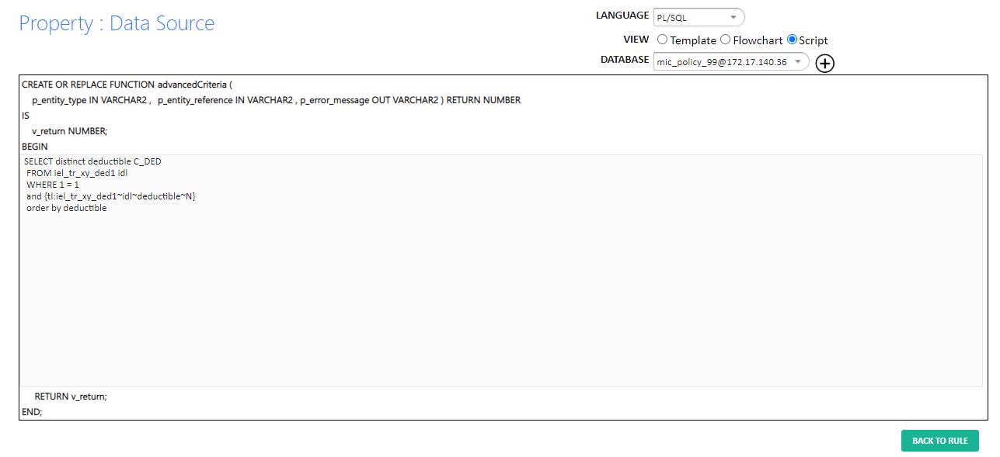 Property : Data Source
LANGUAGE PL/SQL
VIEW Template Flowchart Script
DATABASE mic_policy_99@172.17.140.36
CREATE OR REPLACE FUNCTION advancedCriteria (
p_entity_type IN VARCHAR2 , p_entity_reference IN VARCHAR2 , p_error_message OUT VARCHAR2 ) RETURN NUMBER
IS
v_return NUMBER;
BEGIN
SELECT distinct deductible C_DED
FROM iel_tr_xy_ded1 idl
WHERE 1 = 1
and {tl:iel_tr_xy_ded1~idl~deductible~N}
order by deductible
RETURN v_return;
END;
BACK TO RULE